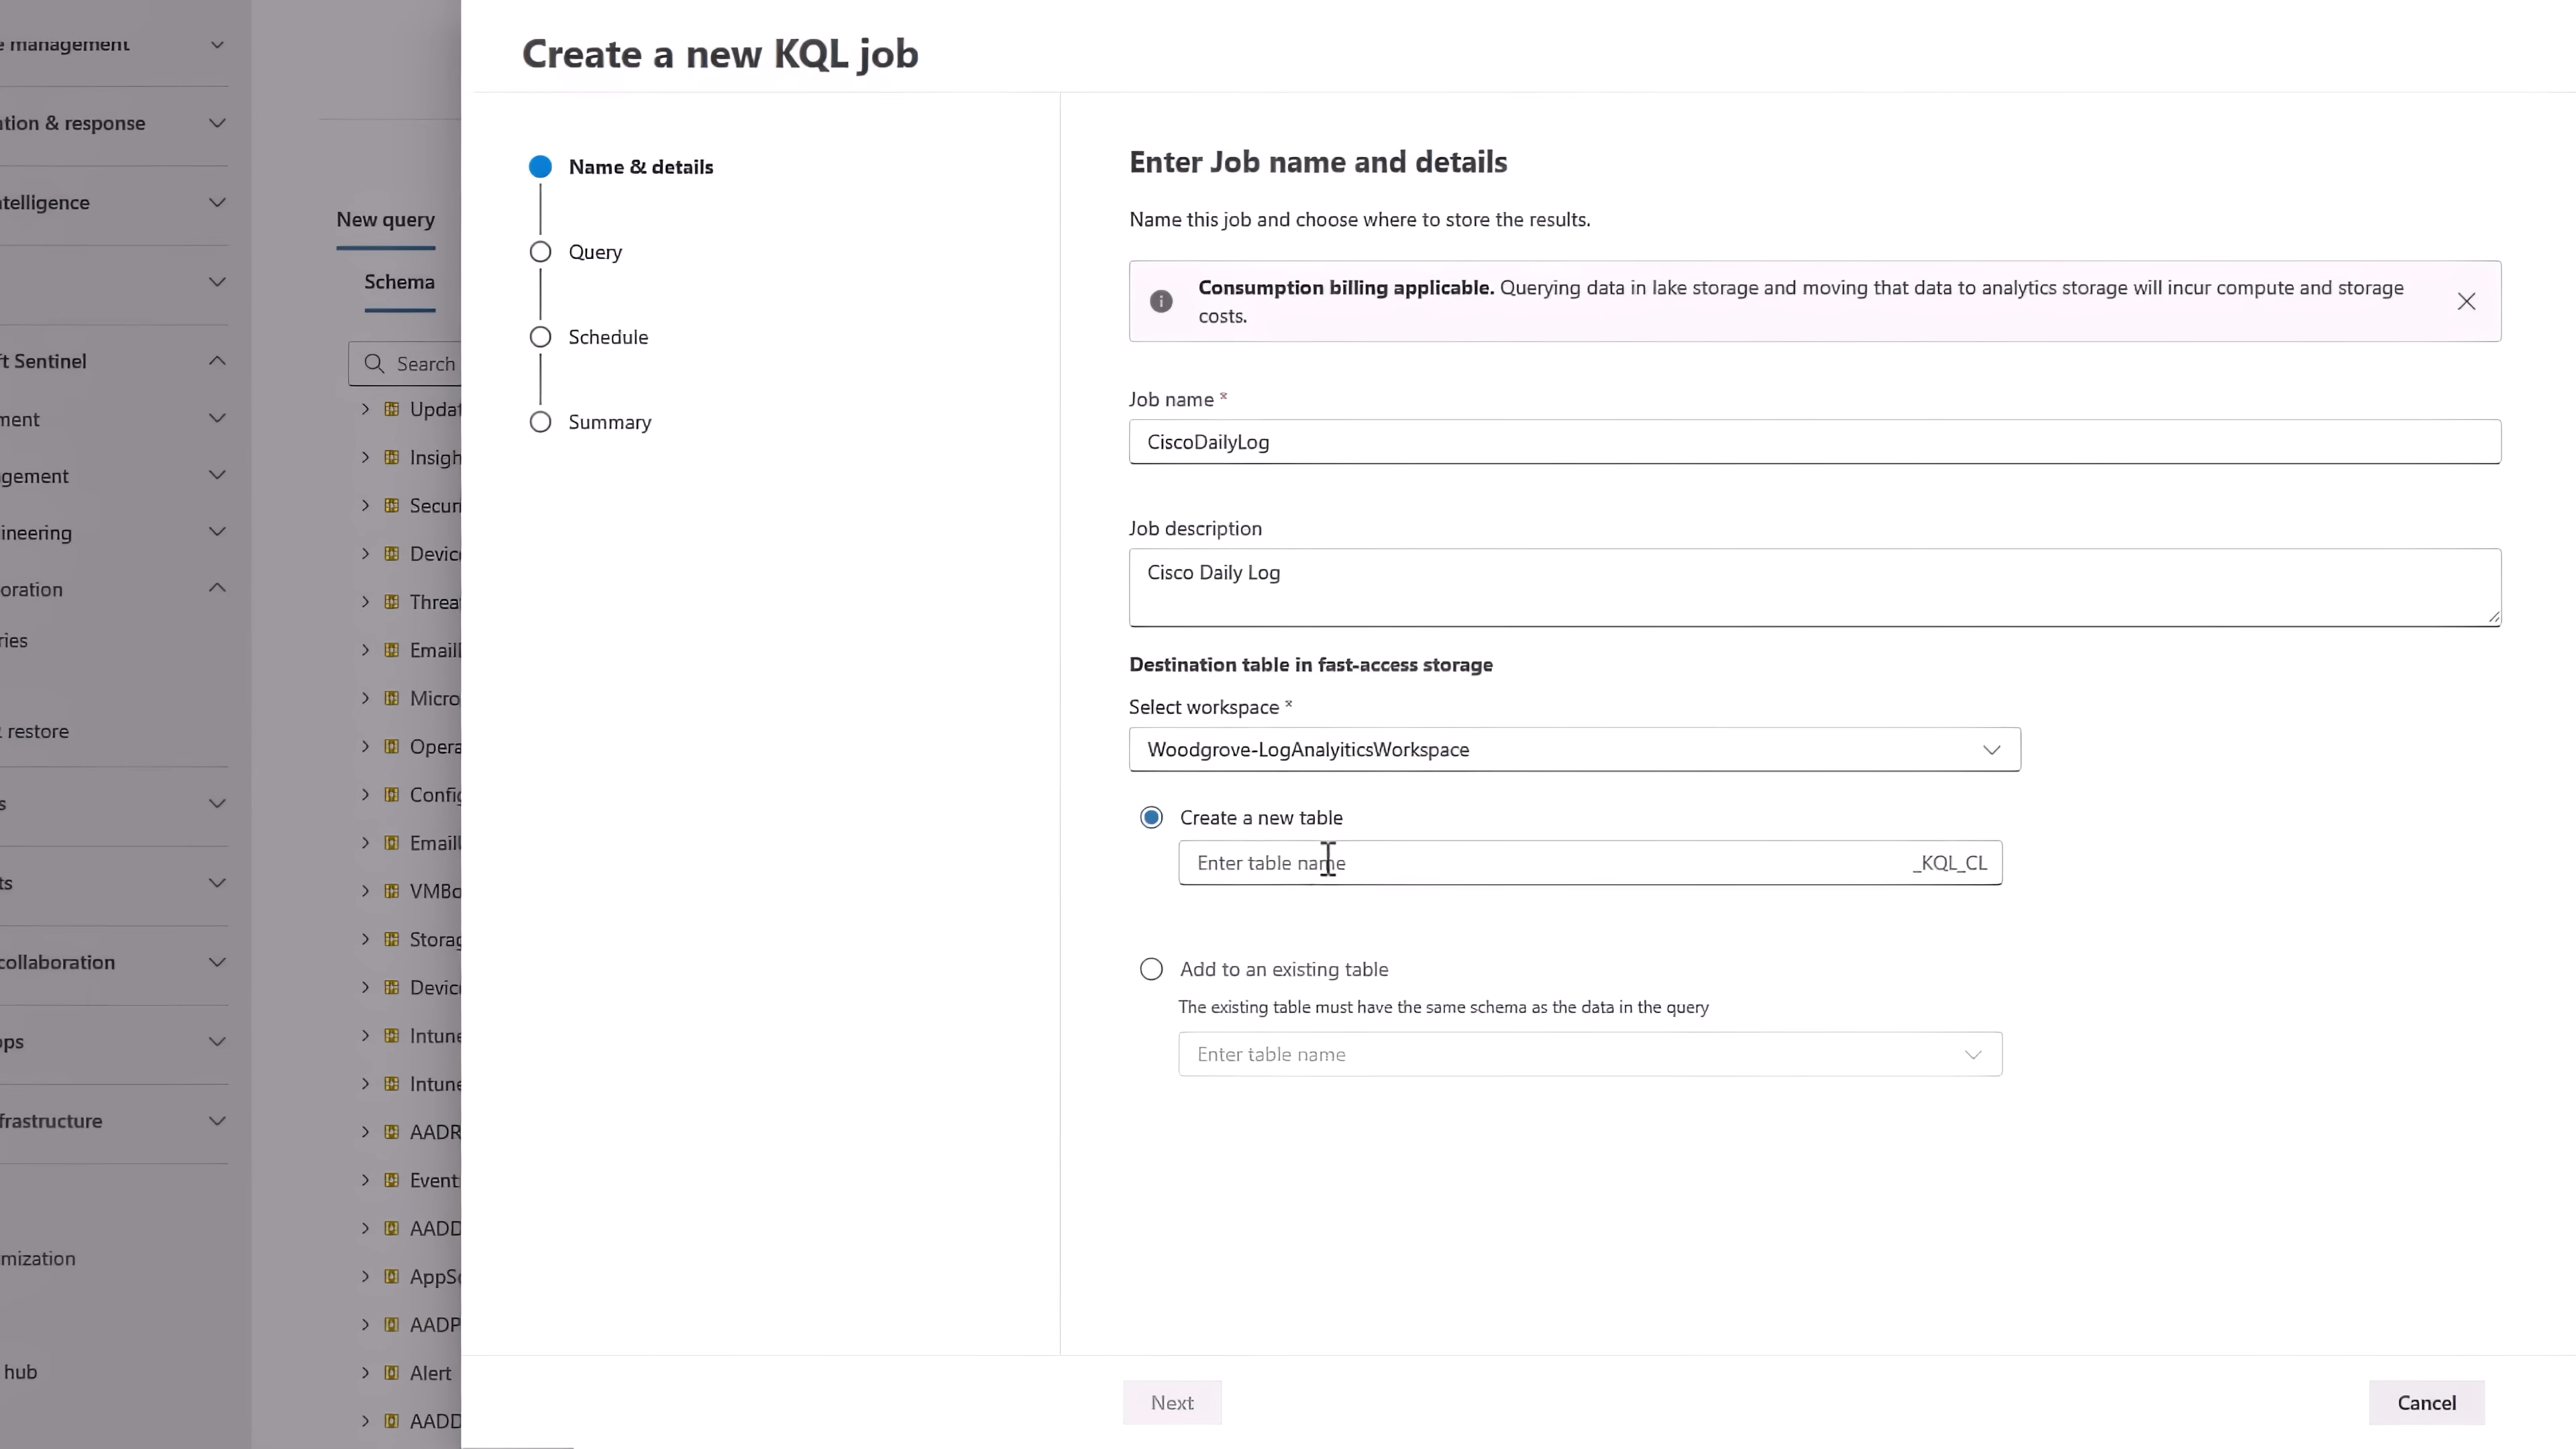 Create a new KQL job
e management
ntion & response
ntelligence
ft Sentinel
ment
gement
ineering
oration
ries
restore
s
ts
collaboration
pps
frastructure
mization
hub
New query
Schema
Search
Updat
Insigh
Secur
Devic
Threa
Email
Micro
Opera
Config
Email
VMBo
Storag
Devic
Intune
Intune
AADR
Event
AADD
AppSe
AADP
Alert
AADD
Name & details
Query
Schedule
Summary
Enter Job name and details
Name this job and choose where to store the results.
Consumption billing applicable. Querying data in lake storage and moving that data to analytics storage will incur compute and storage
costs.
Job name *
CiscoDailyLog
Job description
Cisco Daily Log
Destination table in fast-access storage
Select workspace *
Woodgrove-LogAnalyiticsWorkspace
Create a new table
Enter table name
_KQL_CL
Add to an existing table
The existing table must have the same schema as the data in the query
Enter table name
Next
Cancel